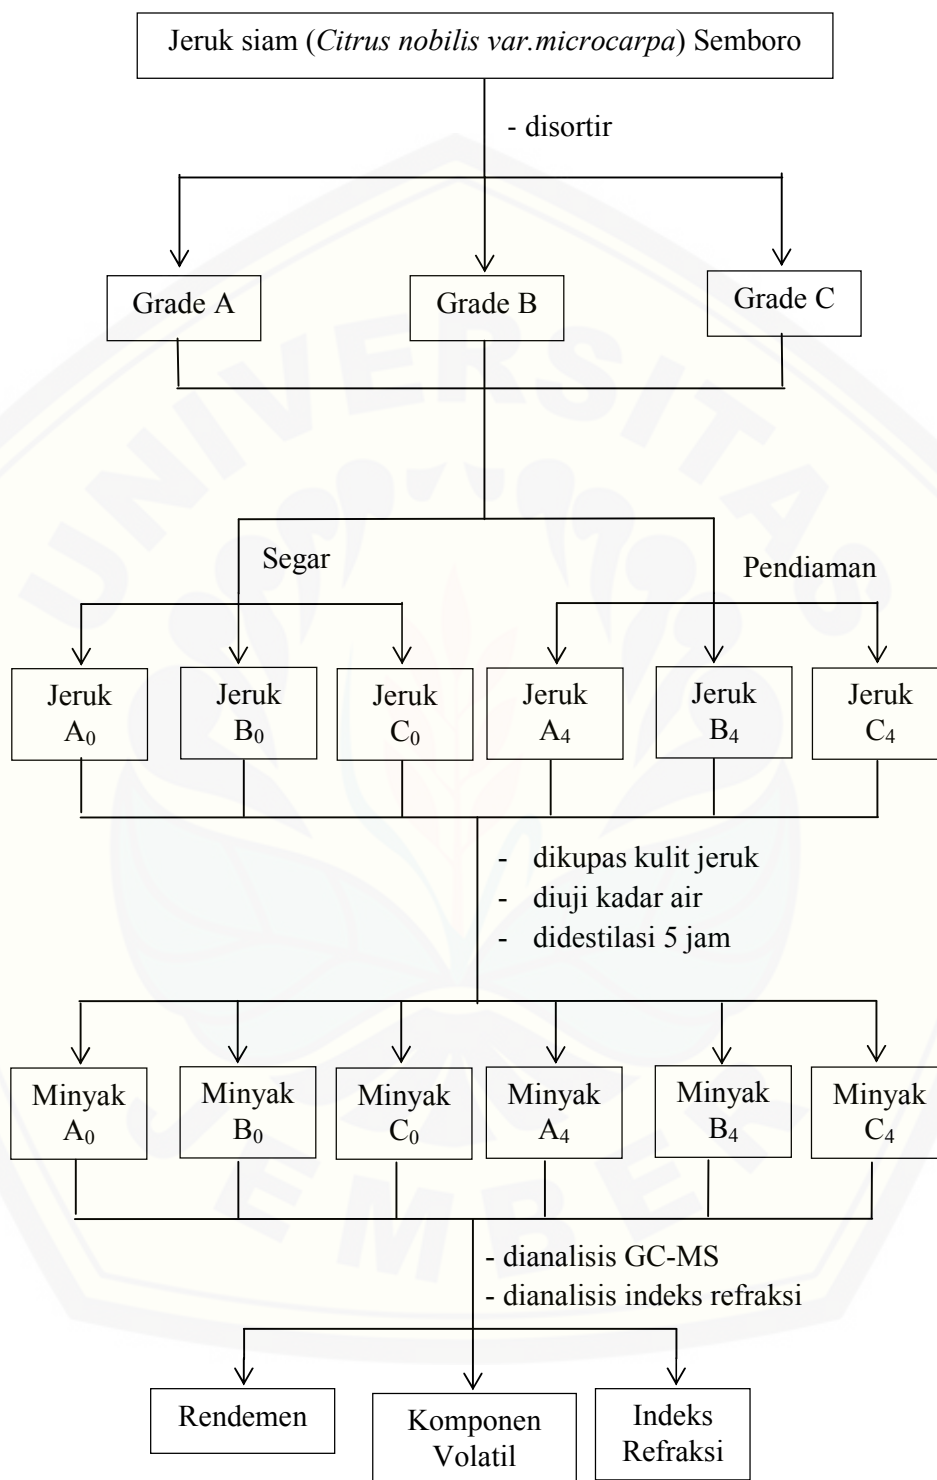 Jeruk siam (Citrus nobilis var.microcarpa) Semboro
- disortir
Grade A
Grade B
Grade C
Segar
Pendiaman
Jeruk
A₀
Jeruk
B₀
Jeruk
C₀
Jeruk
A₄
Jeruk
B₄
Jeruk
C₄
- dikupas kulit jeruk
- diuji kadar air
- didestilasi 5 jam
Minyak
A₀
Minyak
B₀
Minyak
C₀
Minyak
A₄
Minyak
B₄
Minyak
C₄
- dianalisis GC-MS
- dianalisis indeks refraksi
Rendemen
Komponen
Volatil
Indeks
Refraksi
UNIVERSITAS
JEMBER